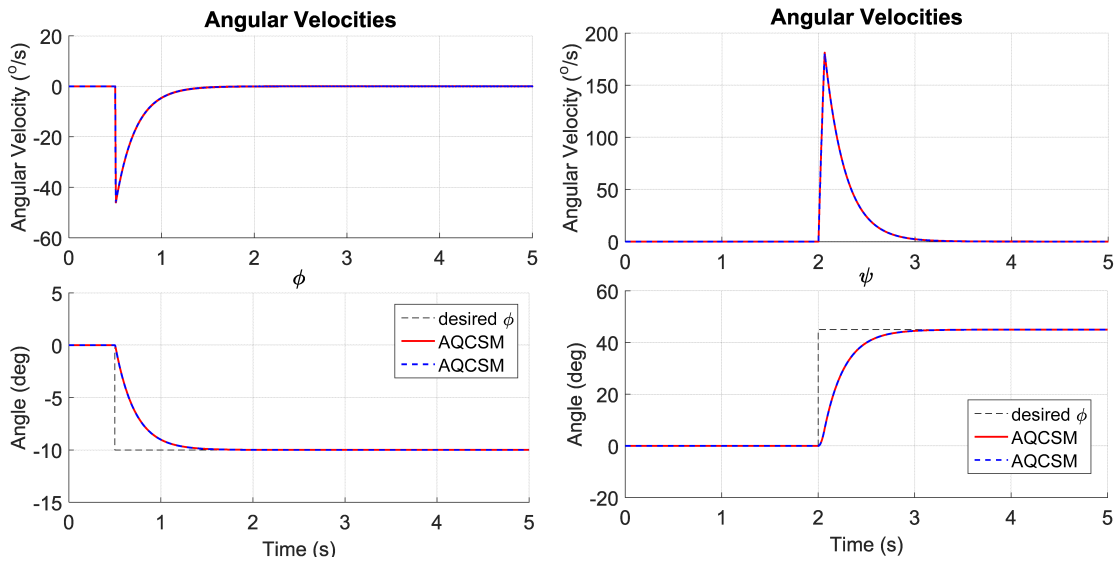 Angular Velocities
Angular Velocity (°/s)
20
0
-20
-40
-60
0 1 2 3 4 5
ϕ
Angle (deg)
5
0
-5
-10
-15
desired ϕ
AQCSM
AQCSM
0 1 2 3 4 5
Time (s)
Angular Velocities
Angular Velocity (°/s)
200
150
100
50
0
0 1 2 3 4 5
ψ
Angle (deg)
60
40
20
0
-20
desired ϕ
AQCSM
AQCSM
0 1 2 3 4 5
Time (s)